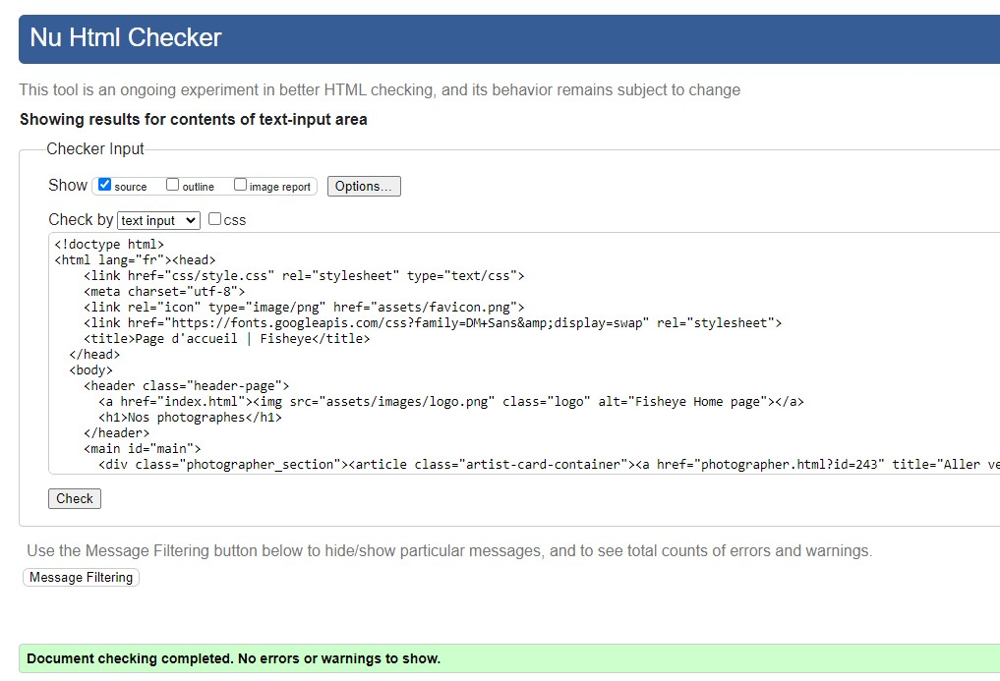 Nu Html Checker
This tool is an ongoing experiment in better HTML checking, and its behavior remains subject to change
Showing results for contents of text-input area
Checker Input
Show source outline image report Options...
Check by text input css
<!doctype html>
<html lang="fr"><head>
    <link href="css/style.css" rel="stylesheet" type="text/css">
    <meta charset="utf-8">
    <link rel="icon" type="image/png" href="assets/favicon.png">
    <link href="https://fonts.googleapis.com/css?family=DM+Sans&amp;display=swap" rel="stylesheet">
    <title>Page d'accueil | Fisheye</title>
  </head>
  <body>
    <header class="header-page">
      <a href="index.html"><img src="assets/images/logo.png" class="logo" alt="Fisheye Home page"></a>
      <h1>Nos photographes</h1>
    </header>
    <main id="main">
      <div class="photographer_section"><article class="artist-card-container"><a href="photographer.html?id=243" title="Aller ve
Check
Use the Message Filtering button below to hide/show particular messages, and to see total counts of errors and warnings.
Message Filtering
Document checking completed. No errors or warnings to show.